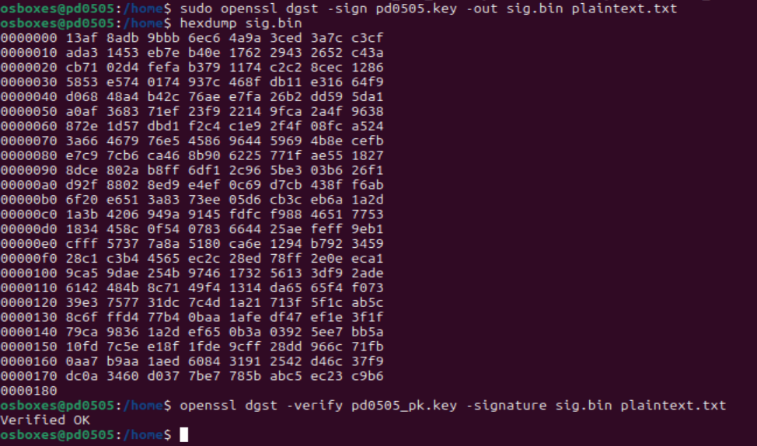 osboxes@pd0505:/home$ sudo openssl dgst -sign pd0505.key -out sig.bin plaintext.txt
osboxes@pd0505:/home$ hexdump sig.bin
0000000 13af 8adb 9bbb 6ec6 4a9a 3ced 3a7c c3cf
0000010 ada3 1453 eb7e b40e 1762 2943 2652 c43a
0000020 cb71 02d4 fefa b379 1174 c2c2 8cec 1286
0000030 5853 e574 0174 937c 468f db11 e316 64f9
0000040 d068 48a4 b42c 76ae e7fa 26b2 dd59 5da1
0000050 a0af 3683 71ef 23f9 2214 9fca 2a4f 9638
0000060 872e 1d57 dbd1 f2c4 c1e9 2f4f 08fc a524
0000070 3a66 4679 76e5 4586 9644 5969 4b8e cefb
0000080 e7c9 7cb6 ca46 8b90 6225 771f ae55 1827
0000090 8dce 802a b8ff 6df1 2c96 5be3 03b6 26f1
00000a0 d92f 8802 8ed9 e4ef 0c69 d7cb 438f f6ab
00000b0 6f20 e651 3a83 73ee 05d6 cb3c eb6a 1a2d
00000c0 1a3b 4206 949a 9145 fdfc f988 4651 7753
00000d0 1834 458c 0f54 0783 6644 25ae feff 9eb1
00000e0 cfff 5737 7a8a 5180 ca6e 1294 b792 3459
00000f0 28c1 c3b4 4565 ec2c 28ed 78ff 2e0e eca1
0000100 9ca5 9dae 254b 9746 1732 5613 3df9 2ade
0000110 6142 484b 8c71 49f4 1314 da65 65f4 f073
0000120 39e3 7577 31dc 7c4d 1a21 713f 5f1c ab5c
0000130 8c6f ffd4 77b4 0baa 1afe df47 ef1e 3f1f
0000140 79ca 9836 1a2d ef65 0b3a 0392 5ee7 bb5a
0000150 10fd 7c5e e18f 1fde 9cff 28dd 966c 71fb
0000160 0aa7 b9aa 1aed 6084 3191 2542 d46c 37f9
0000170 dc0a 3460 d037 7be7 785b abc5 ec23 c9b6
0000180
osboxes@pd0505:/home$ openssl dgst -verify pd0505_pk.key -signature sig.bin plaintext.txt
Verified OK
osboxes@pd0505:/home$